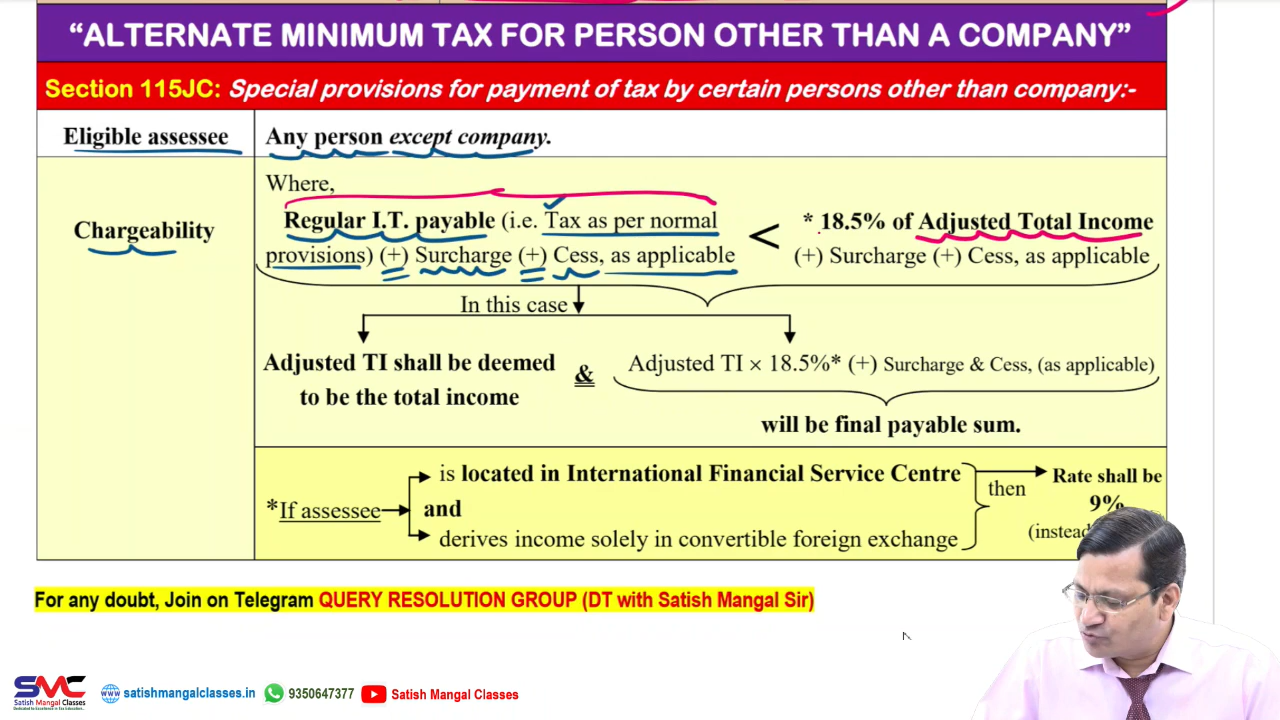 “ALTERNATE MINIMUM TAX FOR PERSON OTHER THAN A COMPANY”
Section 115JC: Special provisions for payment of tax by certain persons other than company:-
Eligible assessee
Any person except company.
Chargeability
Where,
Regular I.T. payable (i.e. Tax as per normal
provisions) (+) Surcharge (+) Cess, as applicable
<
* 18.5% of Adjusted Total Income
(+) Surcharge (+) Cess, as applicable
In this case
Adjusted TI shall be deemed
to be the total income
&
Adjusted TI × 18.5%* (+) Surcharge & Cess, (as applicable)
will be final payable sum.
*If assessee
is located in International Financial Service Centre
and
derives income solely in convertible foreign exchange
then
Rate shall be
9%
(instead
For any doubt, Join on Telegram QUERY RESOLUTION GROUP (DT with Satish Mangal Sir)
SMC
Satish Mangal Classes
satishmangalclasses.in
9350647377
Satish Mangal Classes